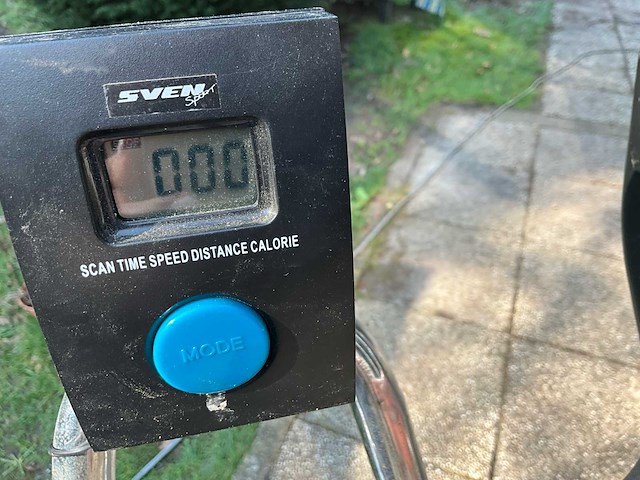 SVEN
Sport
000
SCAN TIME SPEED DISTANCE CALORIE
MODE